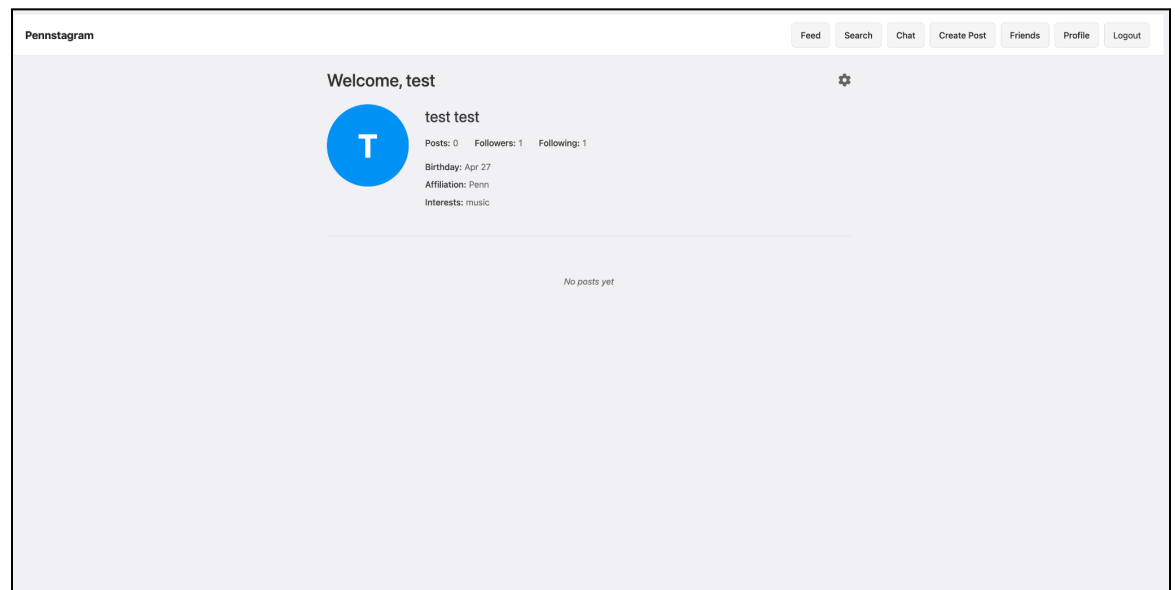 Pennstagram Feed Search Chat Create Post Friends Profile Logout
Welcome, test
T
test test
Posts: 0 Followers: 1 Following: 1
Birthday: Apr 27
Affiliation: Penn
Interests: music
No posts yet